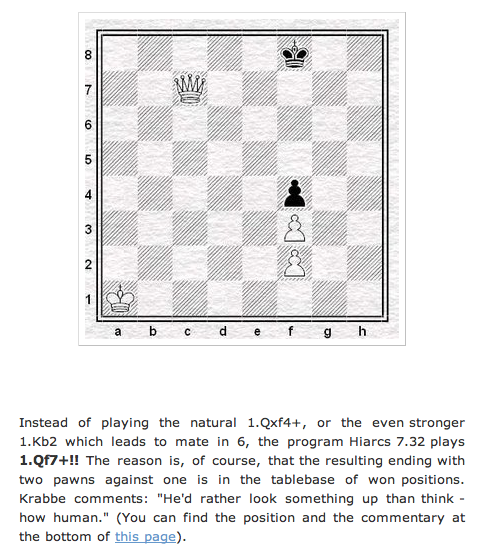 8
7
6
5
4
3
2
1
a b c d e f g h
Instead of playing the natural 1.Qxf4+, or the even stronger
1.Kb2 which leads to mate in 6, the program Hiarcs 7.32 plays
1.Qf7+!! The reason is, of course, that the resulting ending with
two pawns against one is in the tablebase of won positions.
Krabbe comments: "He'd rather look something up than think -
how human." (You can find the position and the commentary at
the bottom of this page).